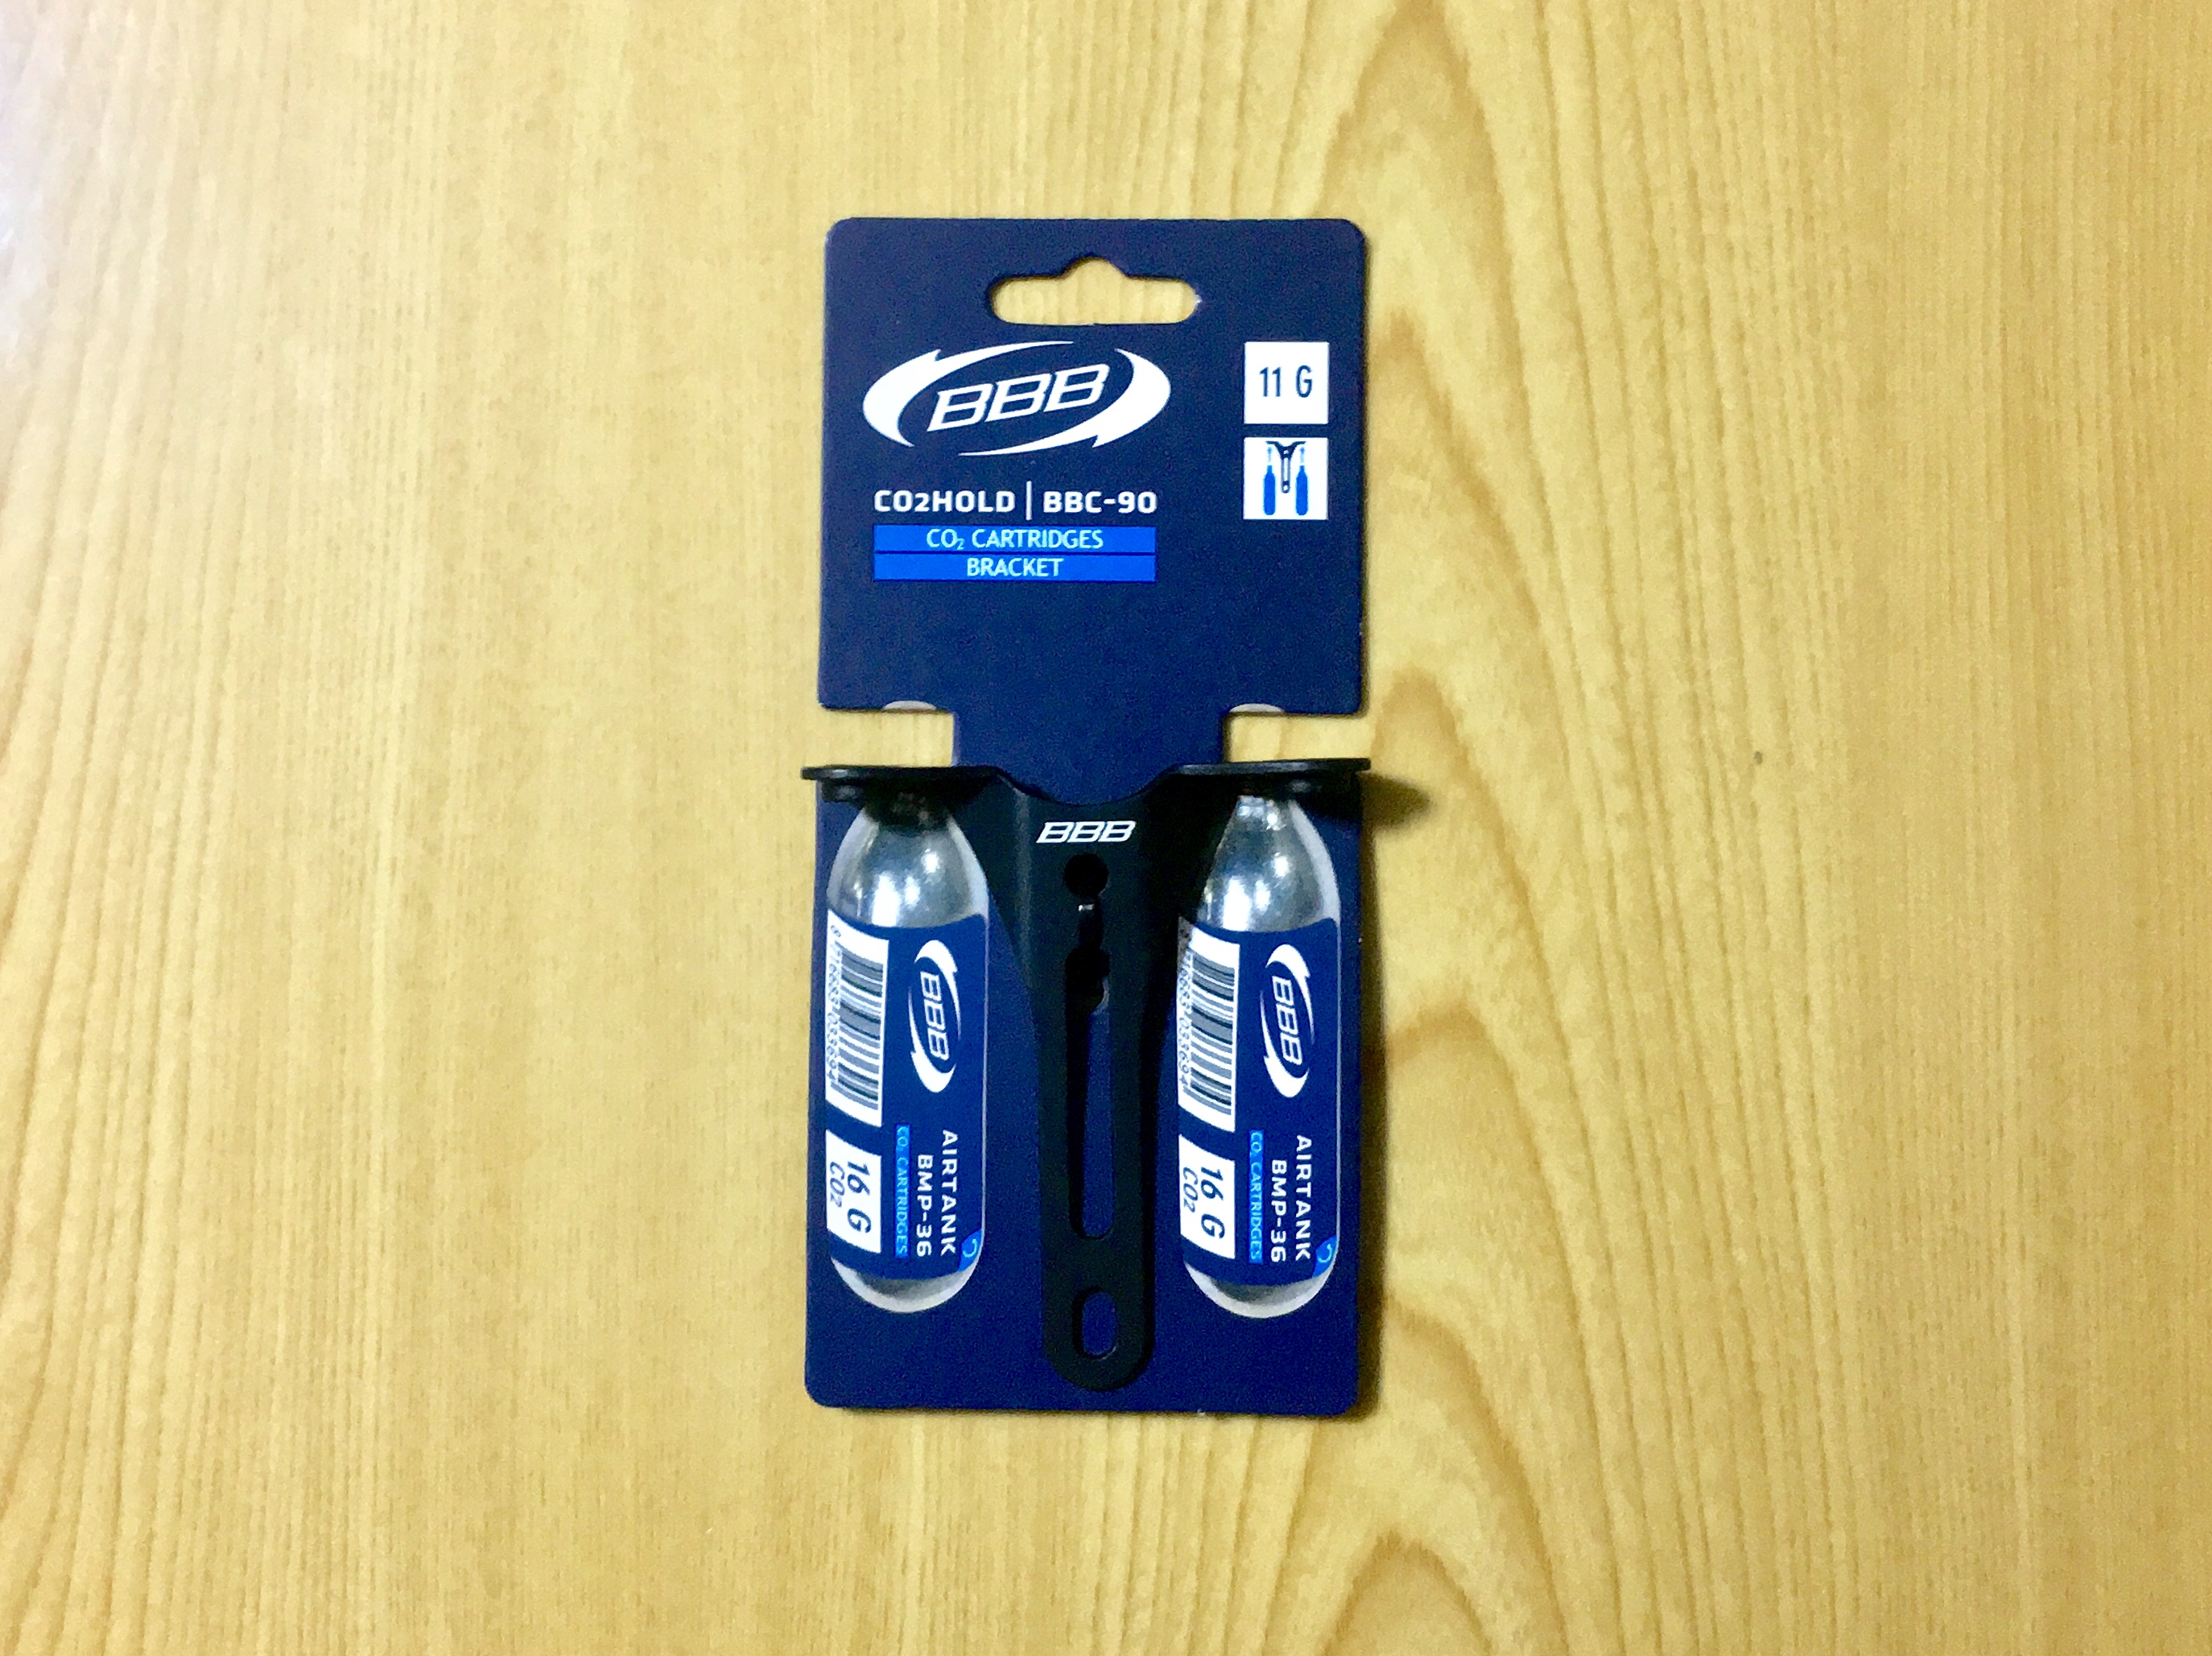 BBB
11 G
CO2HOLD | BBC-90
CO₂ CARTRIDGES
BRACKET
BBB
BBB
AIRTANK
BMP-36
CO₂ CARTRIDGES
16 G
CO2
BBB
AIRTANK
BMP-36
CO₂ CARTRIDGES
16 G
CO2